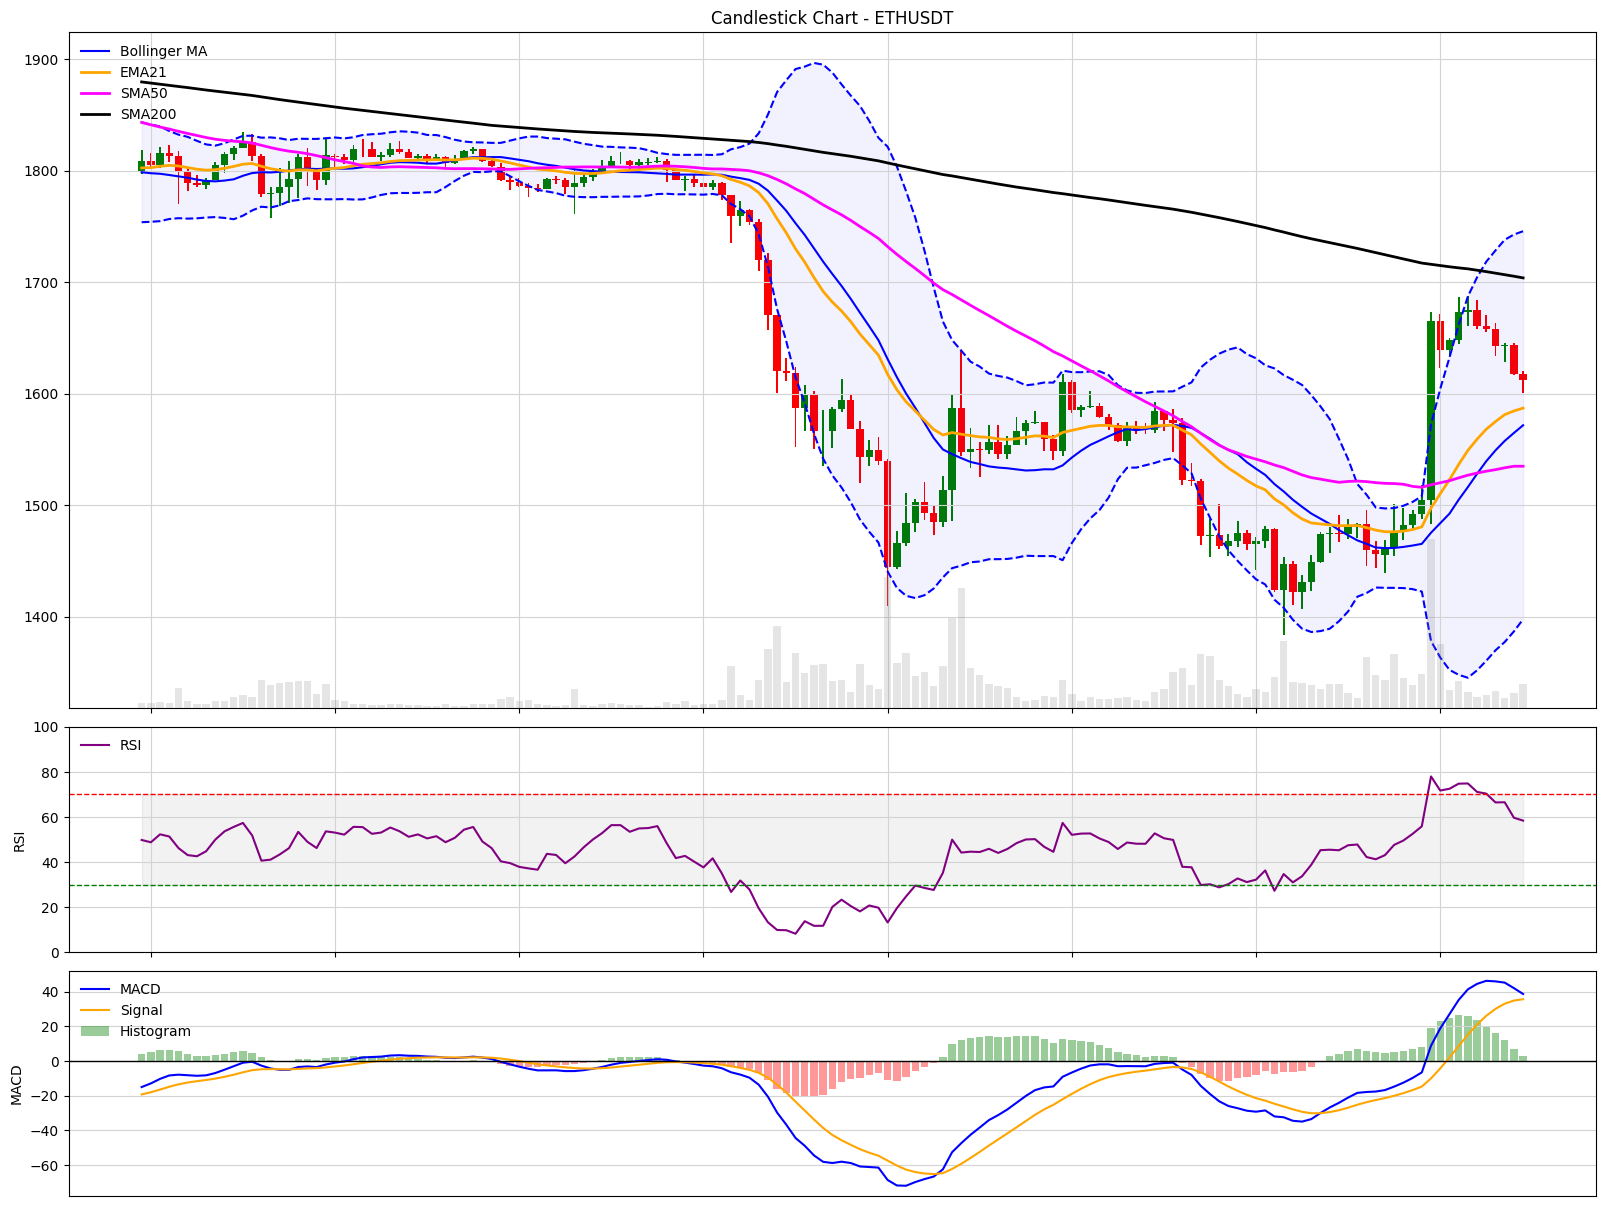 Candlestick Chart - ETHUSDT
Bollinger MA
EMA21
SMA50
SMA200
1900
1800
1700
1600
1500
1400
RSI
100
80
60
40
20
0
RSI
MACD
Signal
Histogram
40
20
0
−20
−40
−60
MACD